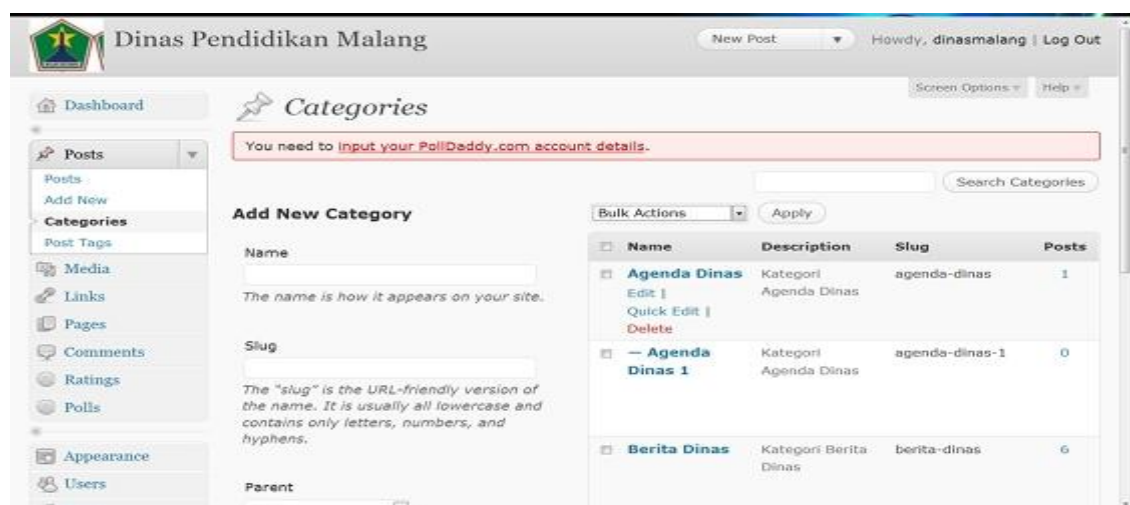 Dinas Pendidikan Malang
New Post
Howdy, dinasmalang | Log Out
Screen Options
Help
Dashboard
Posts
Posts
Add New
Categories
Post Tags
Media
Links
Pages
Comments
Ratings
Polls
Appearance
Users
Categories
You need to input your PollDaddy.com account details.
Search Categories
Add New Category
Name
The name is how it appears on your site.
Slug
The "slug" is the URL-friendly version of
the name. It is usually all lowercase and
contains only letters, numbers, and
hyphens.
Parent
Bulk Actions
Apply
Name Description Slug Posts
Agenda Dinas Kategori agenda-dinas 1
Edit | Agenda Dinas
Quick Edit |
Delete
— Agenda Kategori agenda-dinas-1 0
Dinas 1 Agenda Dinas
Berita Dinas Kategori Berita berita-dinas 6
Dinas